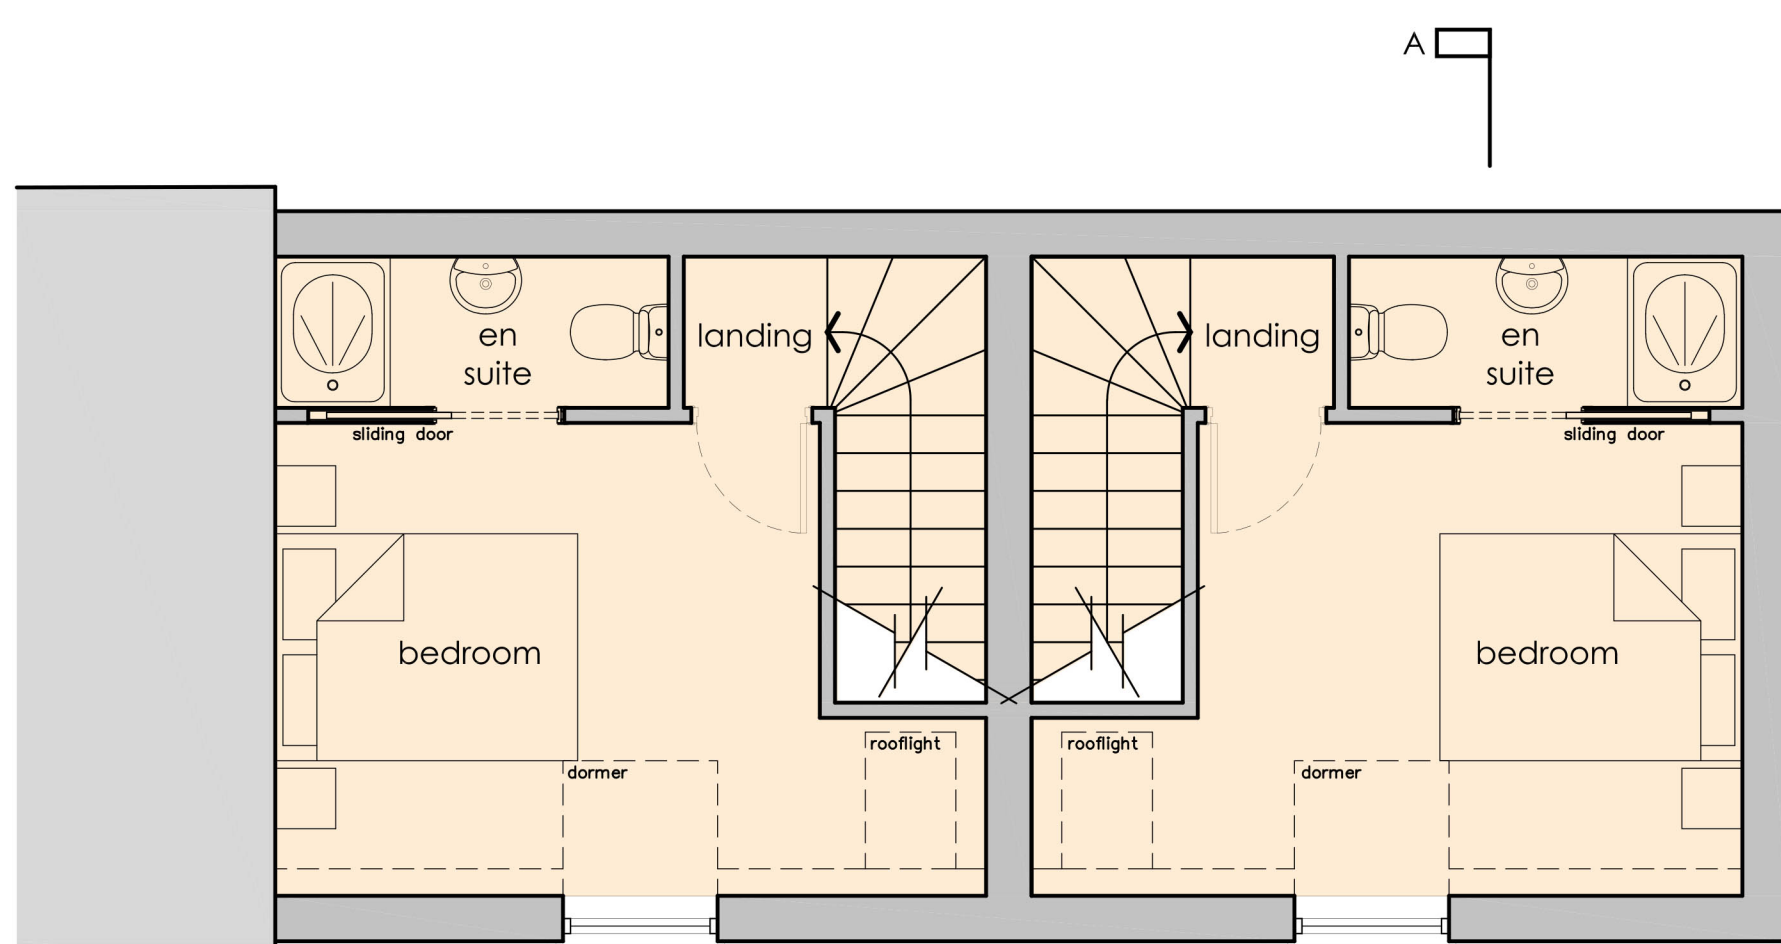 A
en
suite
landing
landing
en
suite
sliding door
sliding door
bedroom
bedroom
rooflight
rooflight
dormer
dormer